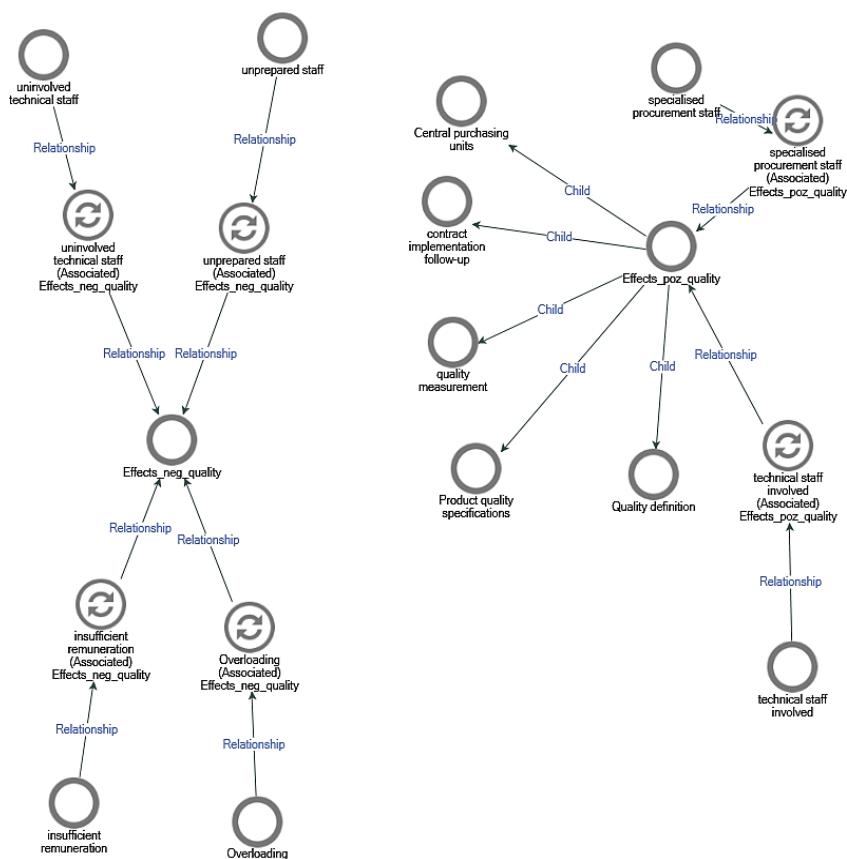 uninvolved
technical staff
Relationship
uninvolved
technical staff
(Associated)
Effects_neg_quality
Relationship
unprepared staff
Relationship
unprepared staff
(Associated)
Effects_neg_quality
Relationship
Effects_neg_quality
Relationship
insufficient
remuneration
(Associated)
Effects_neg_quality
Relationship
insufficient
remuneration
Relationship
Overloading
(Associated)
Effects_neg_quality
Relationship
Overloading
Central purchasing
units
Child
contract
implementation
follow-up
Child
quality
measurement
Child
Product quality
specifications
Child
Quality definition
Child
Effects_poz_quality
specialised
procurement staff
Relationship
specialised
procurement staff
(Associated)
Effects_poz_quality
Relationship
Relationship
technical staff
involved
(Associated)
Effects_poz_quality
Relationship
technical staff
involved